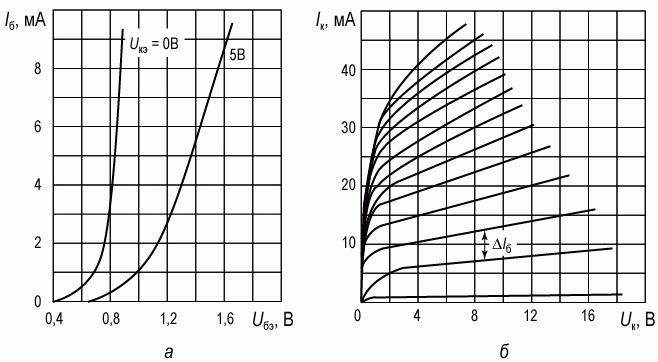 Iб, мА
Uкэ = 0В
5В
8
6
4
2
0
0,4 0,8 1,2 1,6 Uбэ, В
а
Iк, мА
40
30
20
10
ΔIб
0 4 8 12 16 Uк, В
б